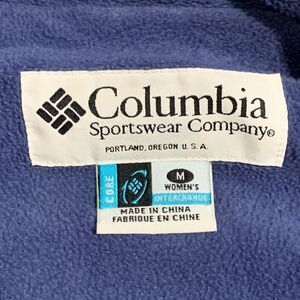 Columbia
Sportswear Company®
PORTLAND, OREGON U.S.A.
CORE
M
WOMEN'S
INTERCHANGE
MADE IN CHINA
FABRIQUE EN CHINE